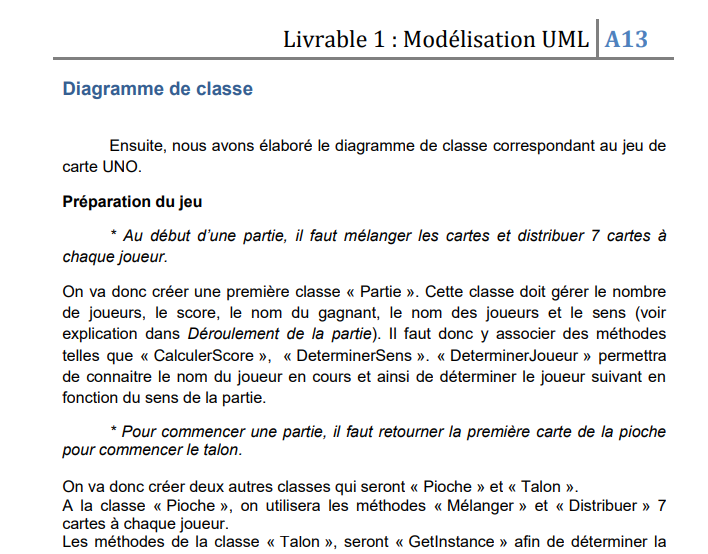 Livrable 1 : Modélisation UML A13
Diagramme de classe
Ensuite, nous avons élaboré le diagramme de classe correspondant au jeu de
carte UNO.
Préparation du jeu
* Au début d’une partie, il faut mélanger les cartes et distribuer 7 cartes à
chaque joueur.
On va donc créer une première classe « Partie ». Cette classe doit gérer le nombre
de joueurs, le score, le nom du gagnant, le nom des joueurs et le sens (voir
explication dans Déroulement de la partie). Il faut donc y associer des méthodes
telles que « CalculerScore », « DeterminerSens ». « DeterminerJoueur » permettra
de connaitre le nom du joueur en cours et ainsi de déterminer le joueur suivant en
fonction du sens de la partie.
* Pour commencer une partie, il faut retourner la première carte de la pioche
pour commencer le talon.
On va donc créer deux autres classes qui seront « Pioche » et « Talon ».
A la classe « Pioche », on utilisera les méthodes « Mélanger » et « Distribuer » 7
cartes à chaque joueur.
Les méthodes de la classe « Talon », seront « GetInstance » afin de déterminer la